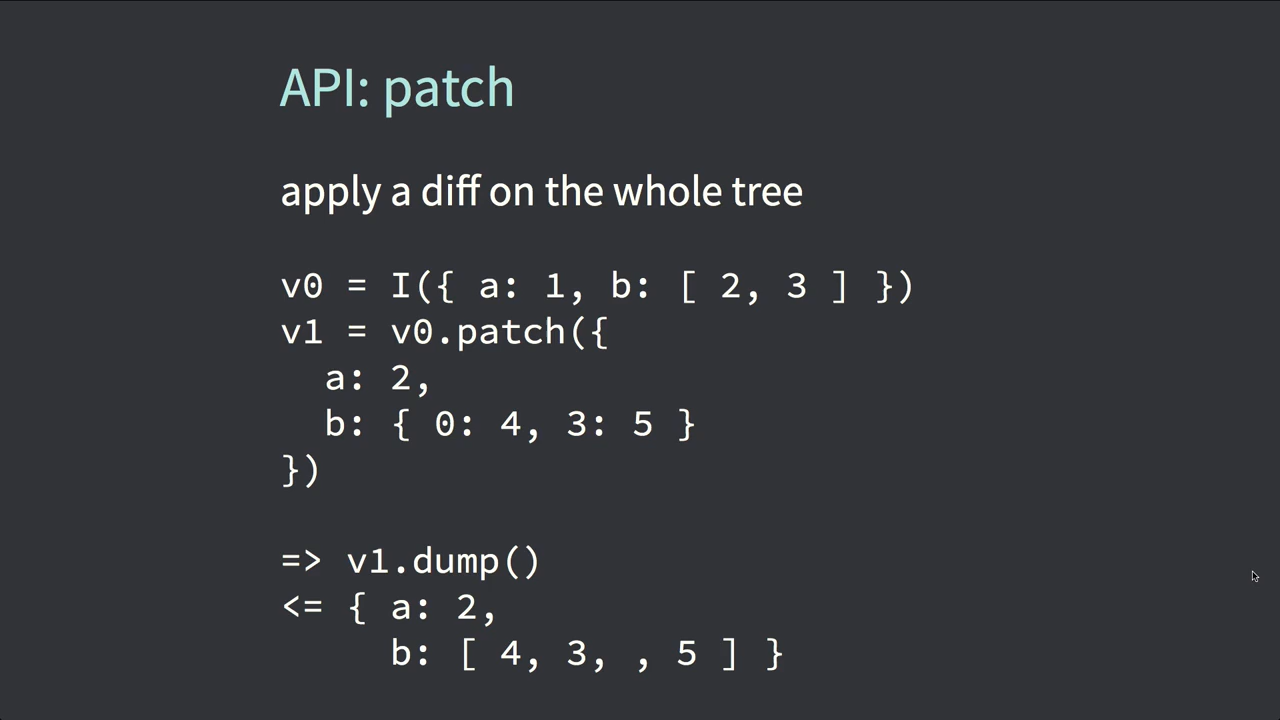 API: patch
apply a diff on the whole tree
v0 = I({ a: 1, b: [ 2, 3 ] })
v1 = v0.patch({
  a: 2,
  b: { 0: 4, 3: 5 }
})
=> v1.dump()
<= { a: 2,
     b: [ 4, 3, , 5 ] }